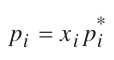 $p_i = x_i p_i^*$